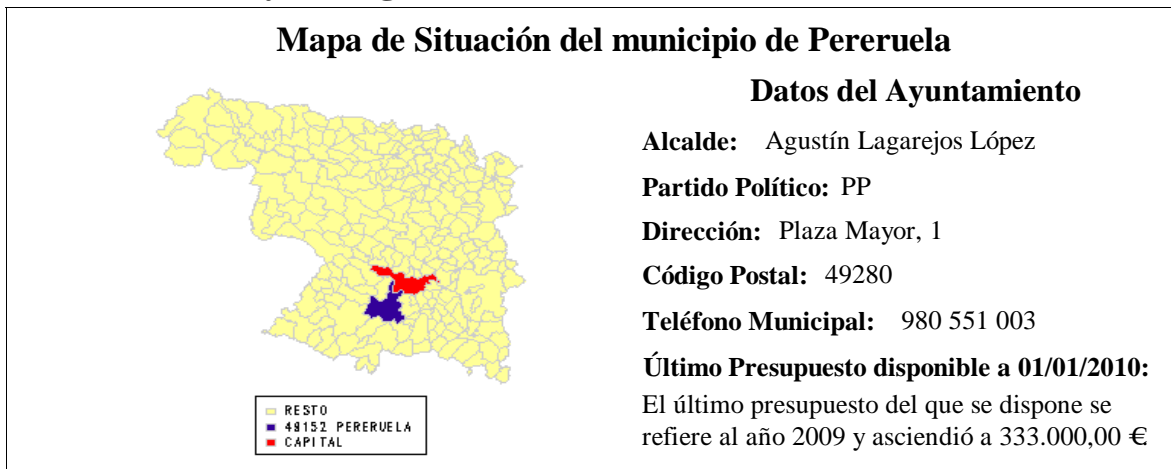 Mapa de Situación del municipio de Pereruela
Datos del Ayuntamiento
Alcalde: Agustín Lagarejos López
Partido Político: PP
Dirección: Plaza Mayor, 1
Código Postal: 49280
Teléfono Municipal: 980 551 003
Último Presupuesto disponible a 01/01/2010:
El último presupuesto del que se dispone se
refiere al año 2009 y asciendió a 333.000,00 €
RESTO
49152 PERERUELA
CAPITAL